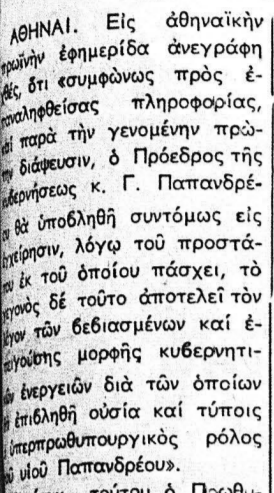 ΑΘΗΝΑΙ. Εἰς ἀθηναϊκὴν
πρωϊνὴν ἐφημερίδα ἀνεγράφη
χθές, ὅτι «συμφώνως πρὸς ἐ-
παναληφθείσας πληροφορίας,
καὶ παρὰ τὴν γενομένην πρώ-
την διάψευσιν, ὁ Πρόεδρος τῆς
κυβερνήσεως κ. Γ. Παπανδρέ-
ου θὰ ὑποβληθῆ συντόμως εἰς
ἐγχείρησιν, λόγῳ τοῦ προστά-
του ἐκ τοῦ ὁποίου πάσχει, τὸ
γεγονὸς δὲ τοῦτο ἀποτελεῖ τὸν
λόγον τῶν βεβιασμένων καὶ ἐ-
πειγούσης μορφῆς κυβερνητι-
κῶν ἐνεργειῶν διὰ τῶν ὁποίων
ἐπιβληθῆ οὐσία καὶ τύποις
ὑπερπρωθυπουργικὸς ρόλος
τοῦ υἱοῦ Παπανδρέου».
τούτου ὁ